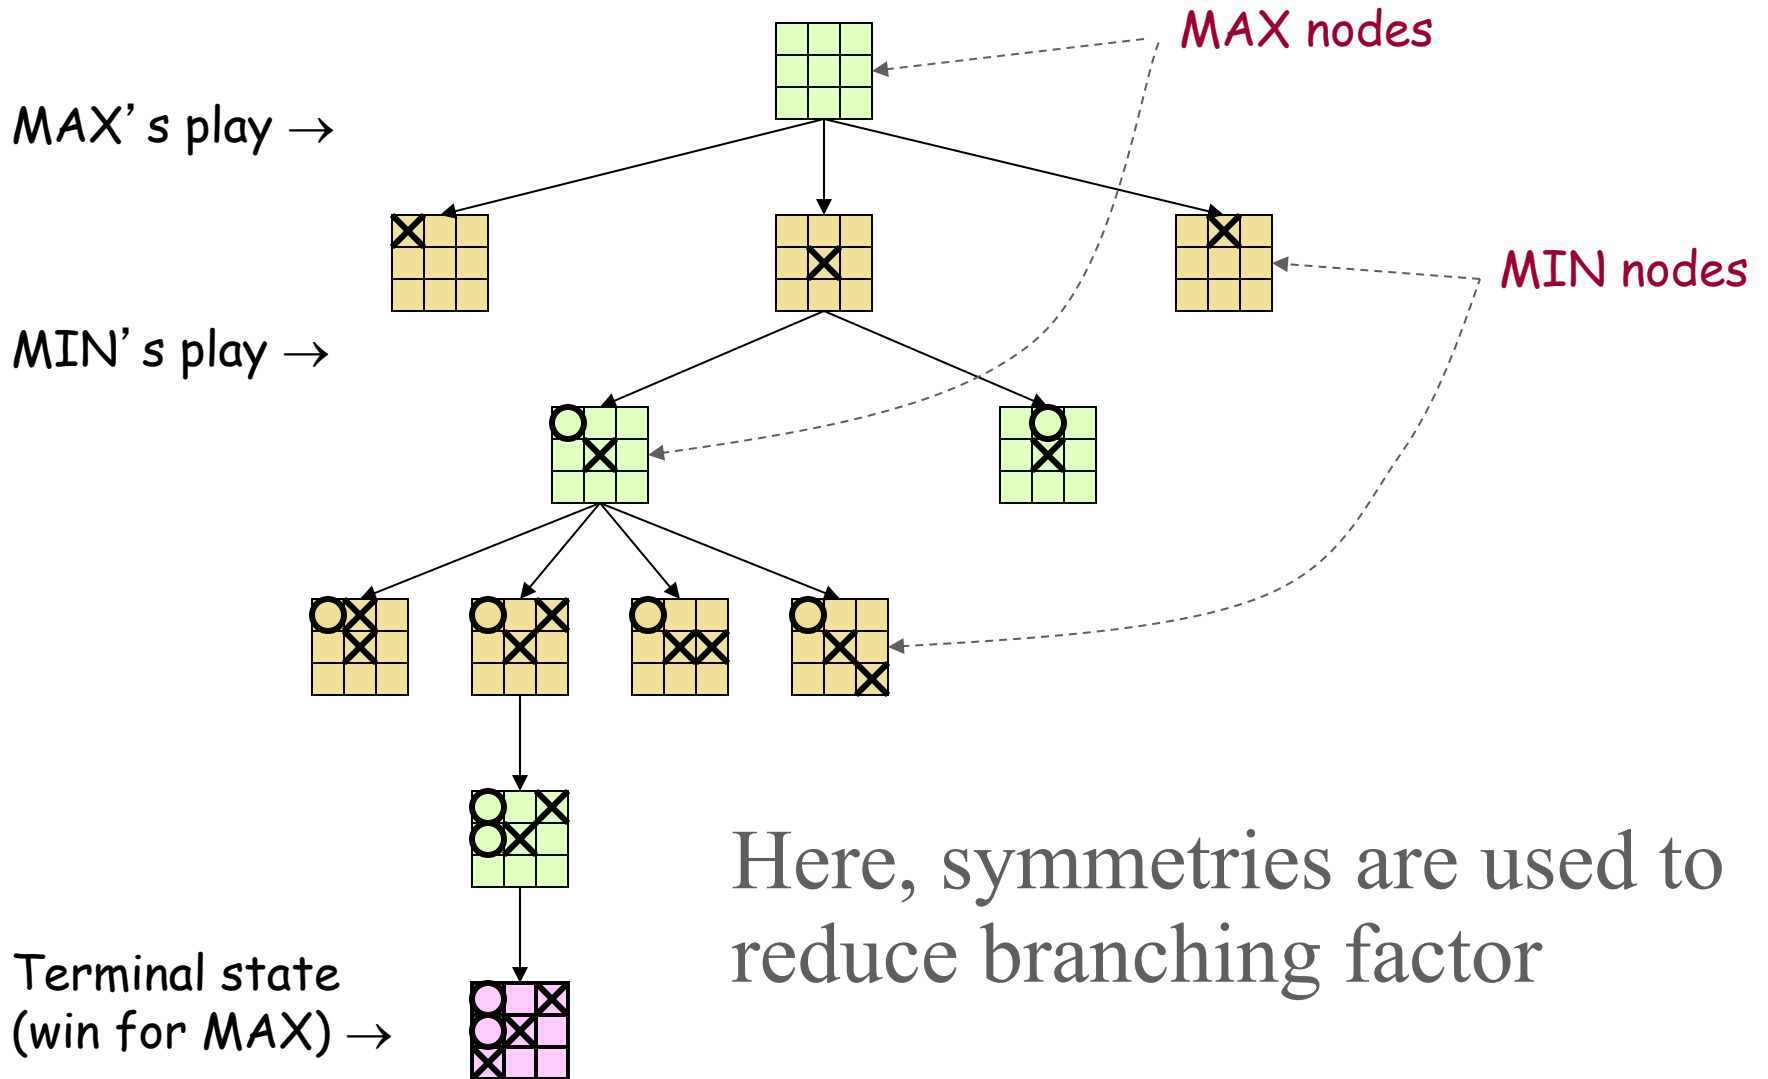 MAX nodes
MAX’s play →
MIN nodes
MIN’s play →
Here, symmetries are used to
reduce branching factor
Terminal state
(win for MAX) →